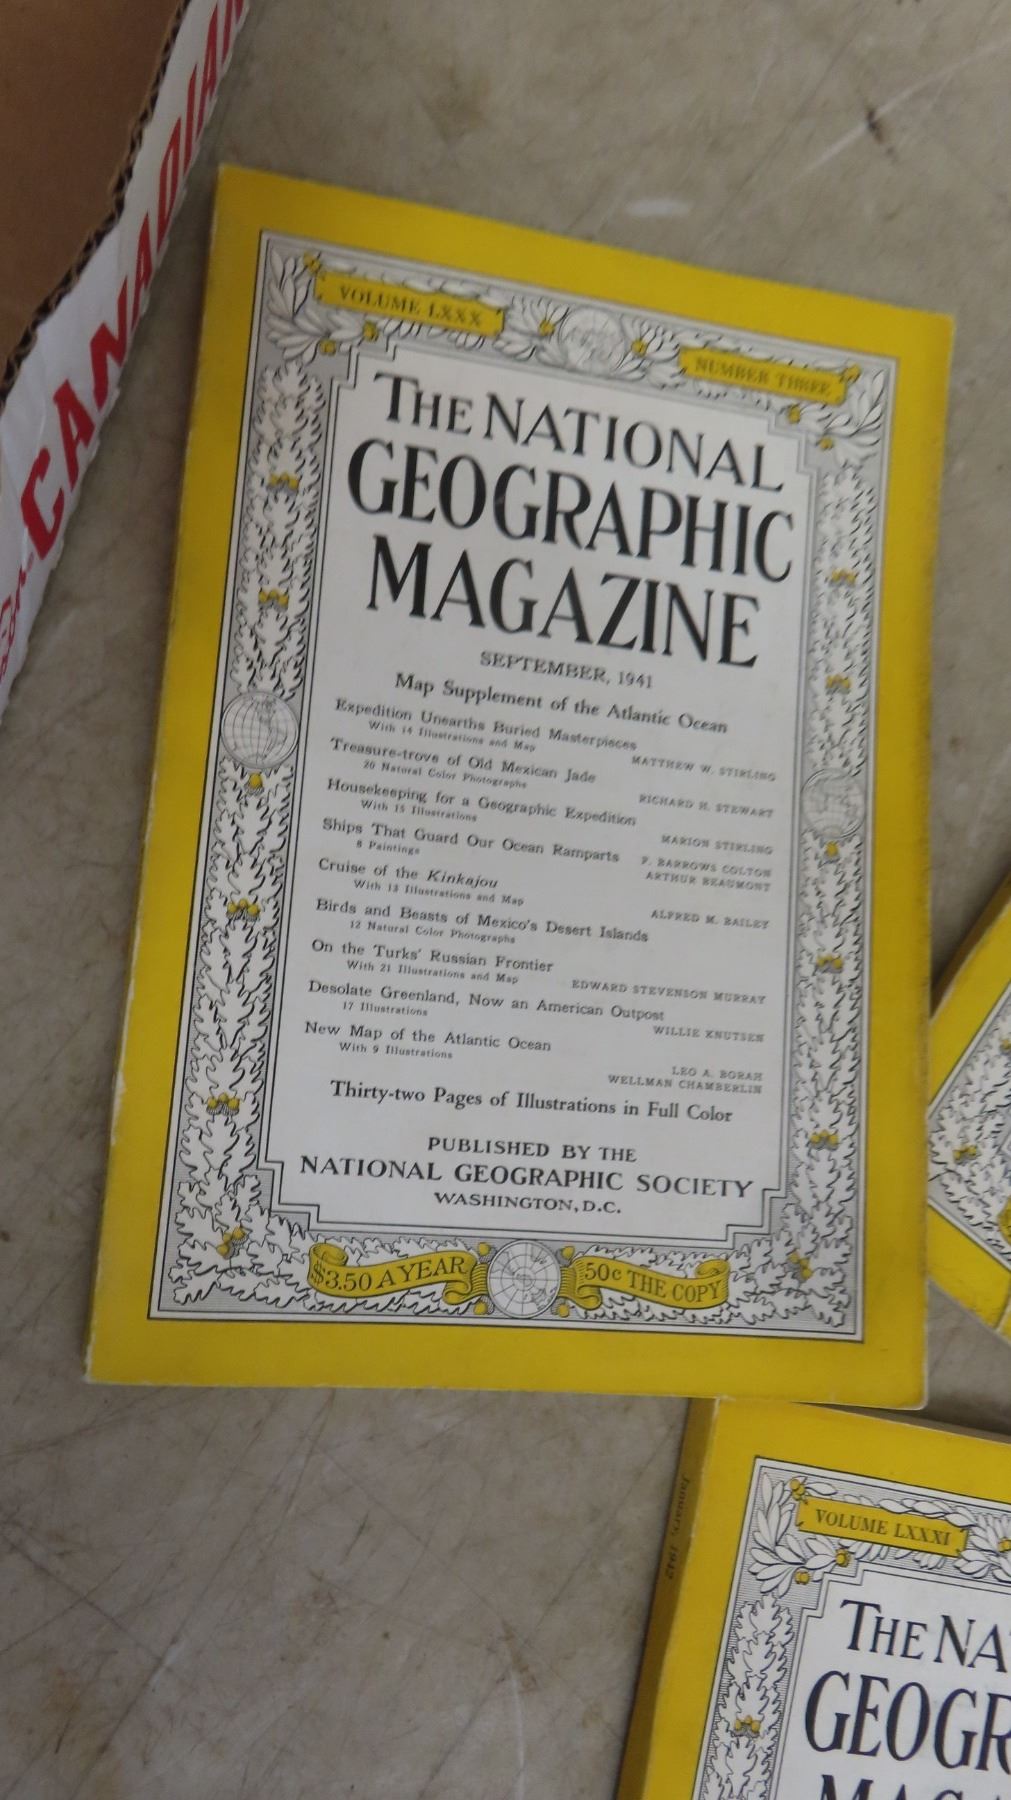 CANADIAN
VOLUME LXXX
NUMBER THREE
THE NATIONAL
GEOGRAPHIC
MAGAZINE
SEPTEMBER, 1941
Map Supplement of the Atlantic Ocean
Expedition Unearths Buried Masterpieces
With 14 Illustrations and Map
MATTHEW W. STIRLING
Treasure-trove of Old Mexican Jade
20 Natural Color Photographs
RICHARD H. STEWART
Housekeeping for a Geographic Expedition
With 15 Illustrations
MARION STIRLING
Ships That Guard Our Ocean Ramparts
8 Paintings
F. BARROWS COLTON
ARTHUR BEAUMONT
Cruise of the Kinkajou
With 13 Illustrations and Map
ALFRED M. BAILEY
Birds and Beasts of Mexico's Desert Islands
12 Natural Color Photographs
On the Turks' Russian Frontier
With 21 Illustrations and Map
EDWARD STEVENSON MURRAY
Desolate Greenland, Now an American Outpost
17 Illustrations
WILLIE KNUTSEN
New Map of the Atlantic Ocean
With 9 Illustrations
LEO A. BORAH
WELLMAN CHAMBERLIN
Thirty-two Pages of Illustrations in Full Color
PUBLISHED BY THE
NATIONAL GEOGRAPHIC SOCIETY
WASHINGTON, D.C.
$3.50 A YEAR
50c THE COPY
January, 1942
VOLUME LXXXI
THE NA
GEOGR
MAGA